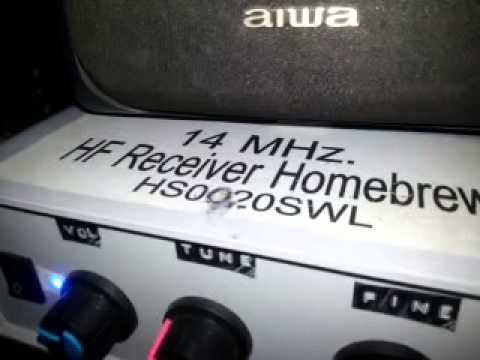 aiwa
14 MHz.
HF Receiver Homebrew
HS0020SWL
VOL
TUNE
FINE